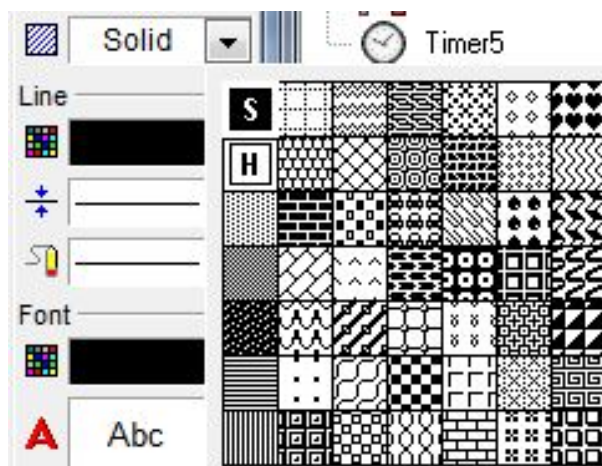 Solid
Timer5
Line
S
H
Font
A
Abc